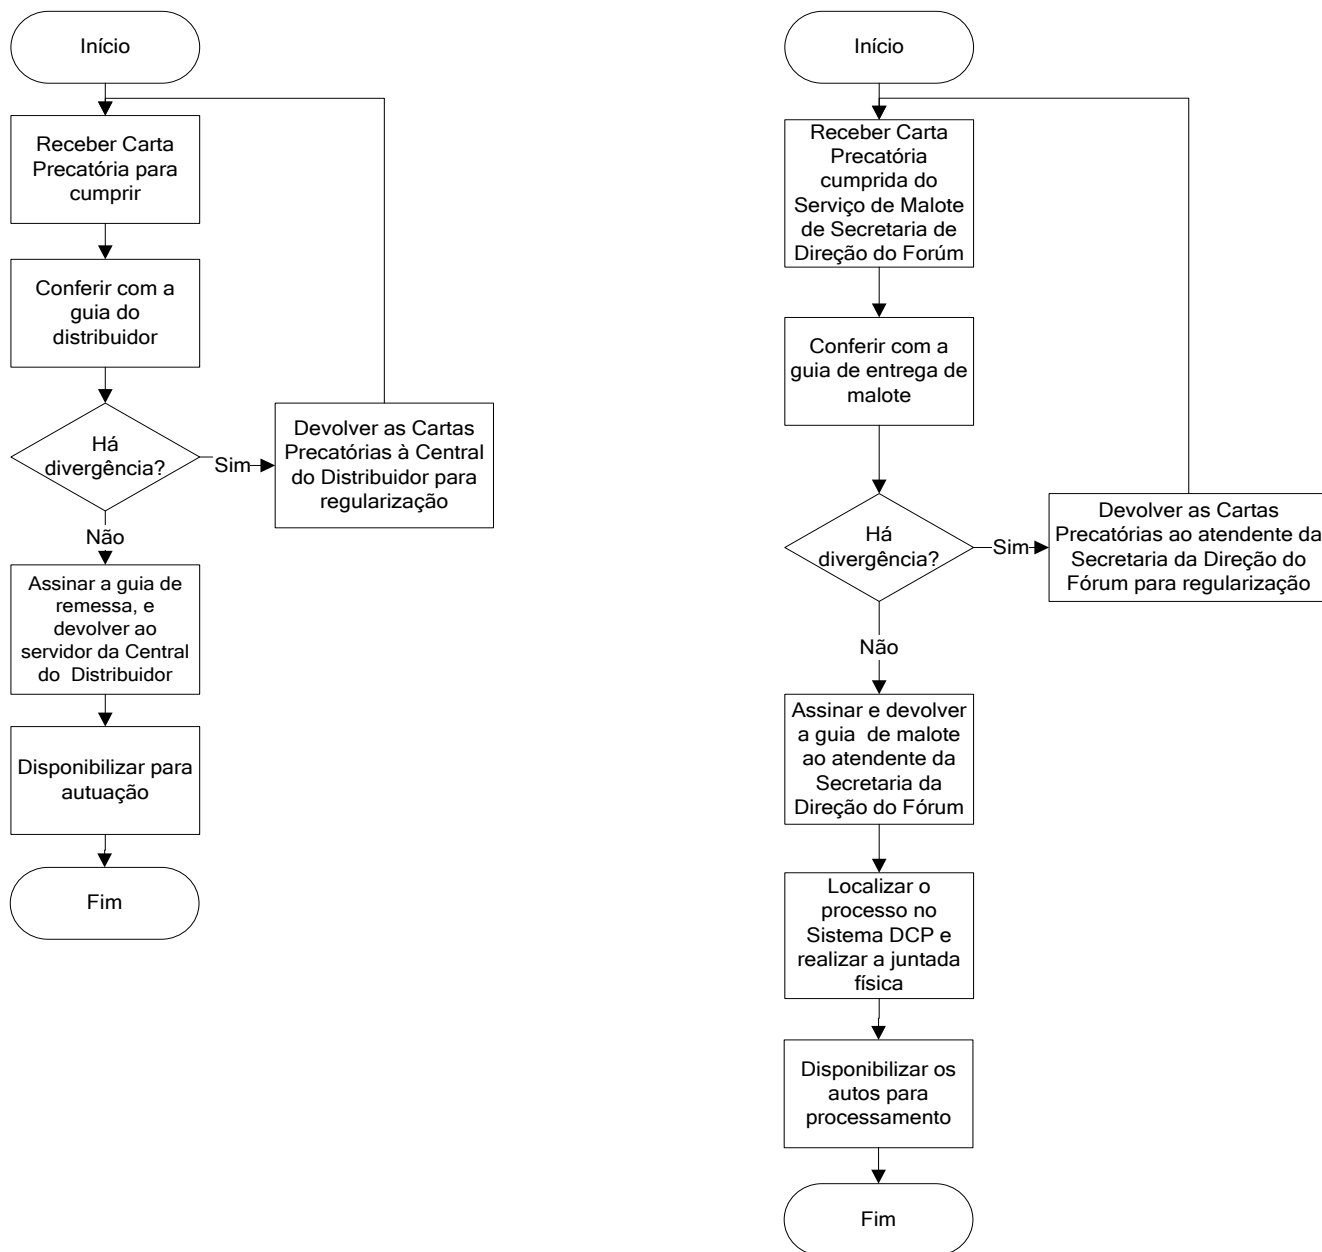 Início
Receber Carta
Precatória para
cumprir
Conferir com a
guia do
distribuidor
Há
divergência?
Sim
Devolver as Cartas
Precatórias à Central
do Distribuidor para
regularização
Não
Assinar a guia de
remessa, e
devolver ao
servidor da Central
do Distribuidor
Disponibilizar para
autuação
Fim
Início
Receber Carta
Precatória
cumprida do
Serviço de Malote
de Secretaria de
Direção do Forúm
Conferir com a
guia de entrega de
malote
Há
divergência?
Sim
Devolver as Cartas
Precatórias ao atendente da
Secretaria da Direção do
Fórum para regularização
Não
Assinar e devolver
a guia de malote
ao atendente da
Secretaria da
Direção do Fórum
Localizar o
processo no
Sistema DCP e
realizar a juntada
física
Disponibilizar os
autos para
processamento
Fim